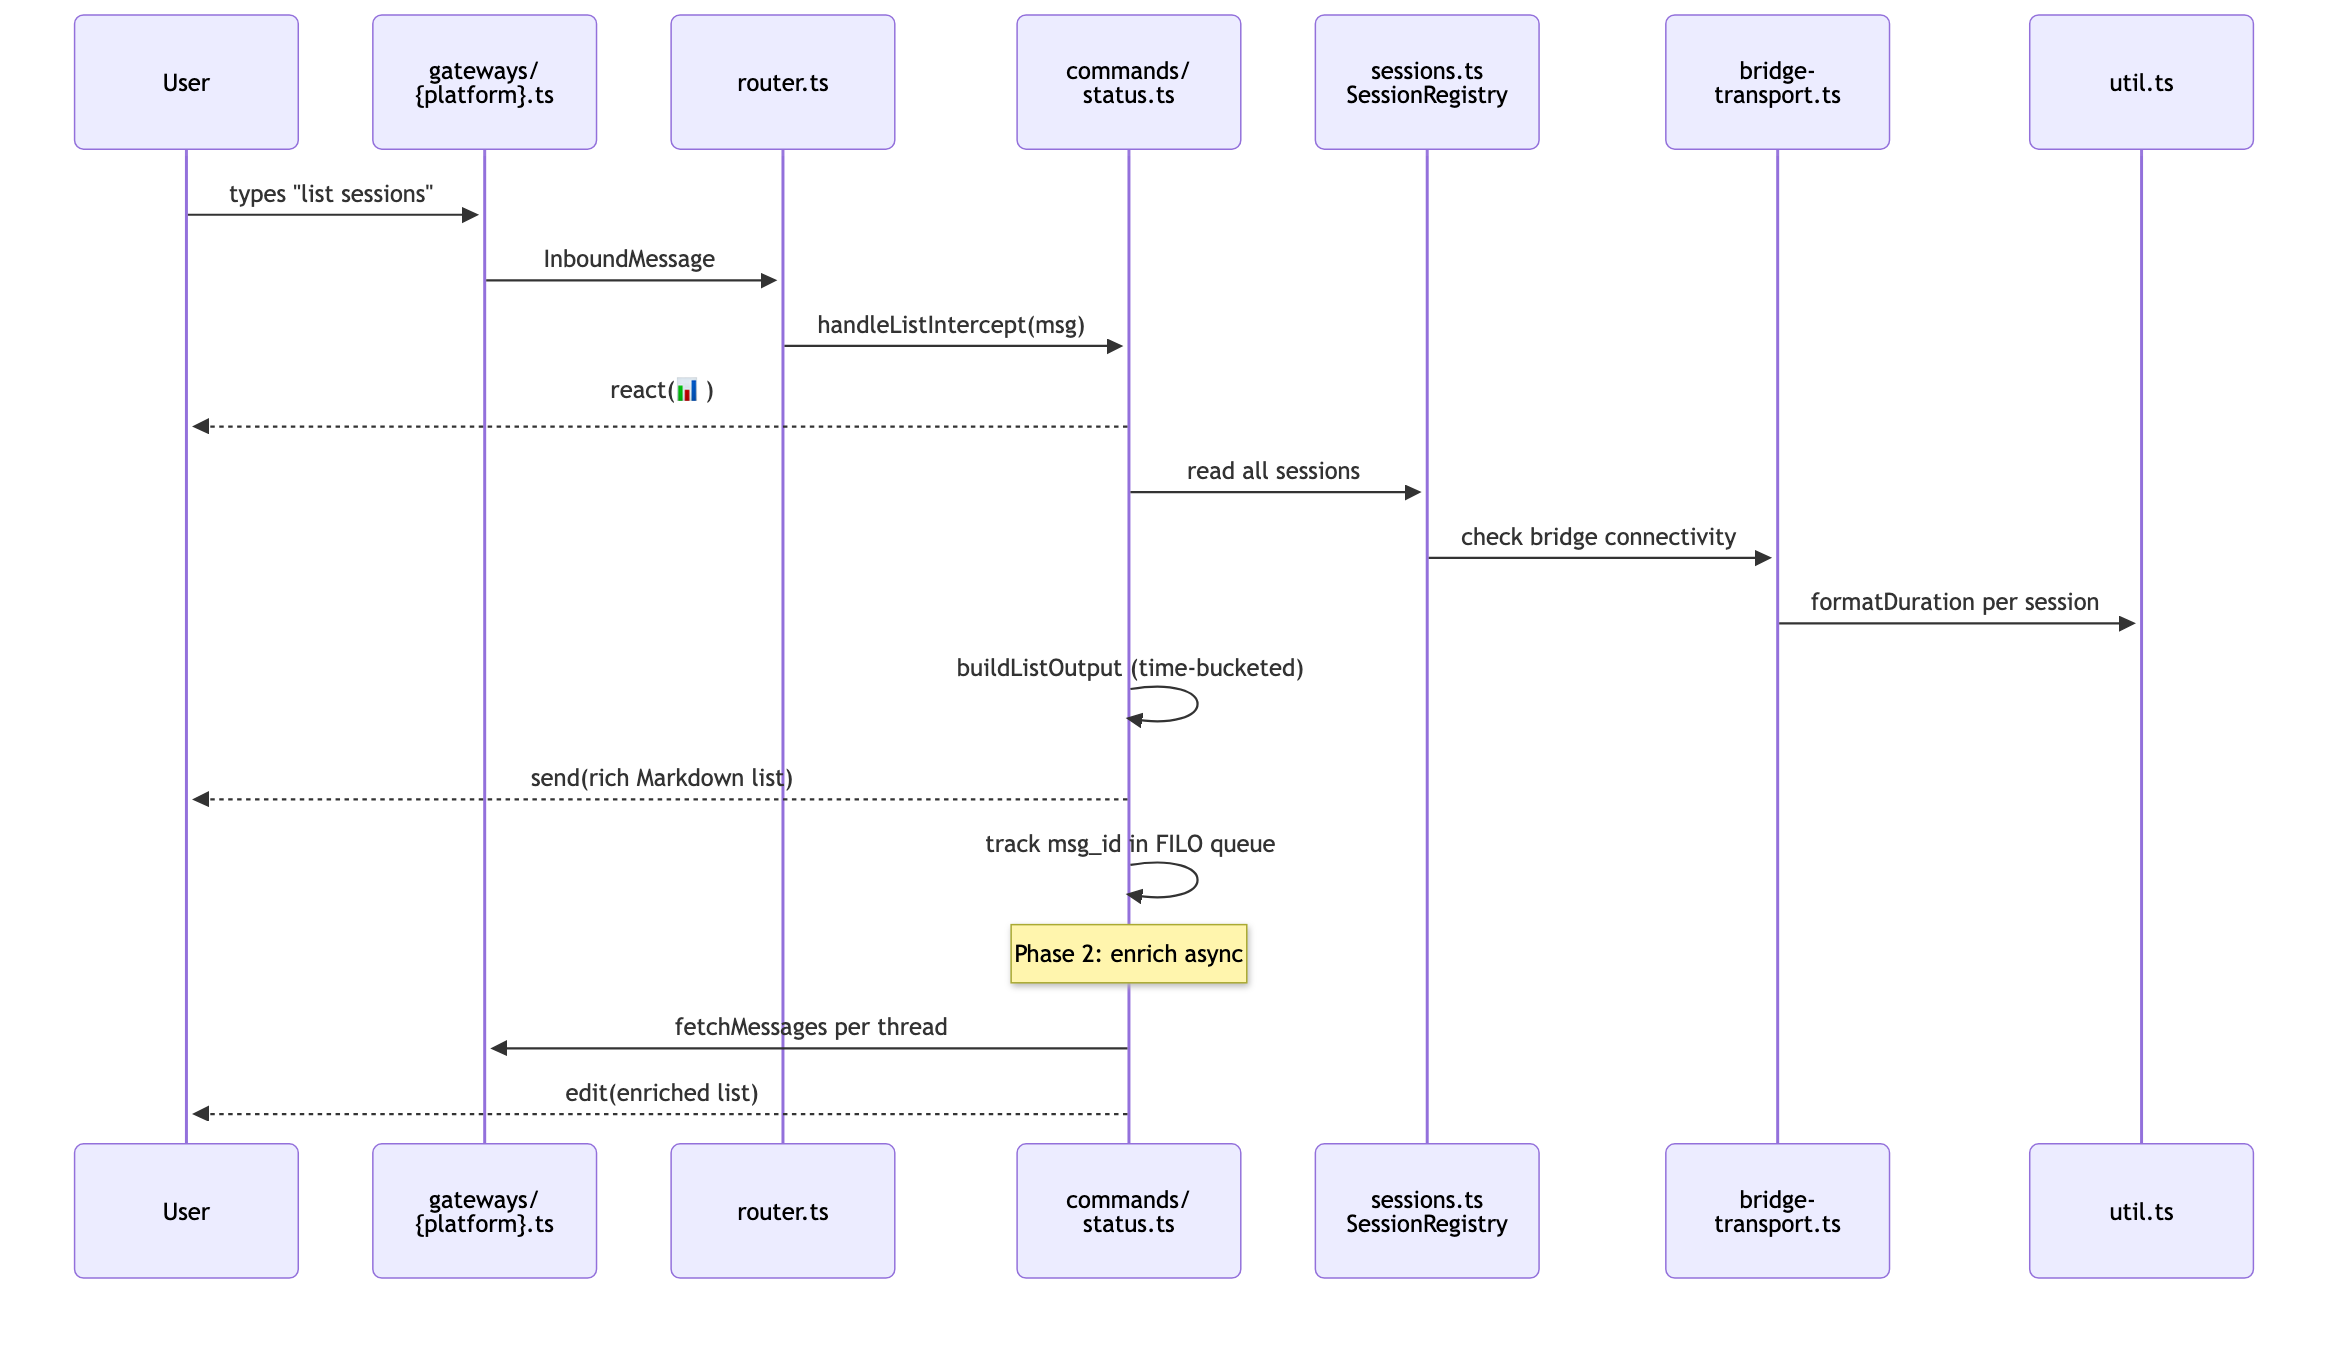 User
gateways/
{platform}.ts
router.ts
commands/
status.ts
sessions.ts
SessionRegistry
bridge-
transport.ts
util.ts
types "list sessions"
InboundMessage
handleListIntercept(msg)
react(📊 )
read all sessions
check bridge connectivity
formatDuration per session
buildListOutput (time-bucketed)
send(rich Markdown list)
track msg_id in FILO queue
Phase 2: enrich async
fetchMessages per thread
edit(enriched list)
User
gateways/
{platform}.ts
router.ts
commands/
status.ts
sessions.ts
SessionRegistry
bridge-
transport.ts
util.ts